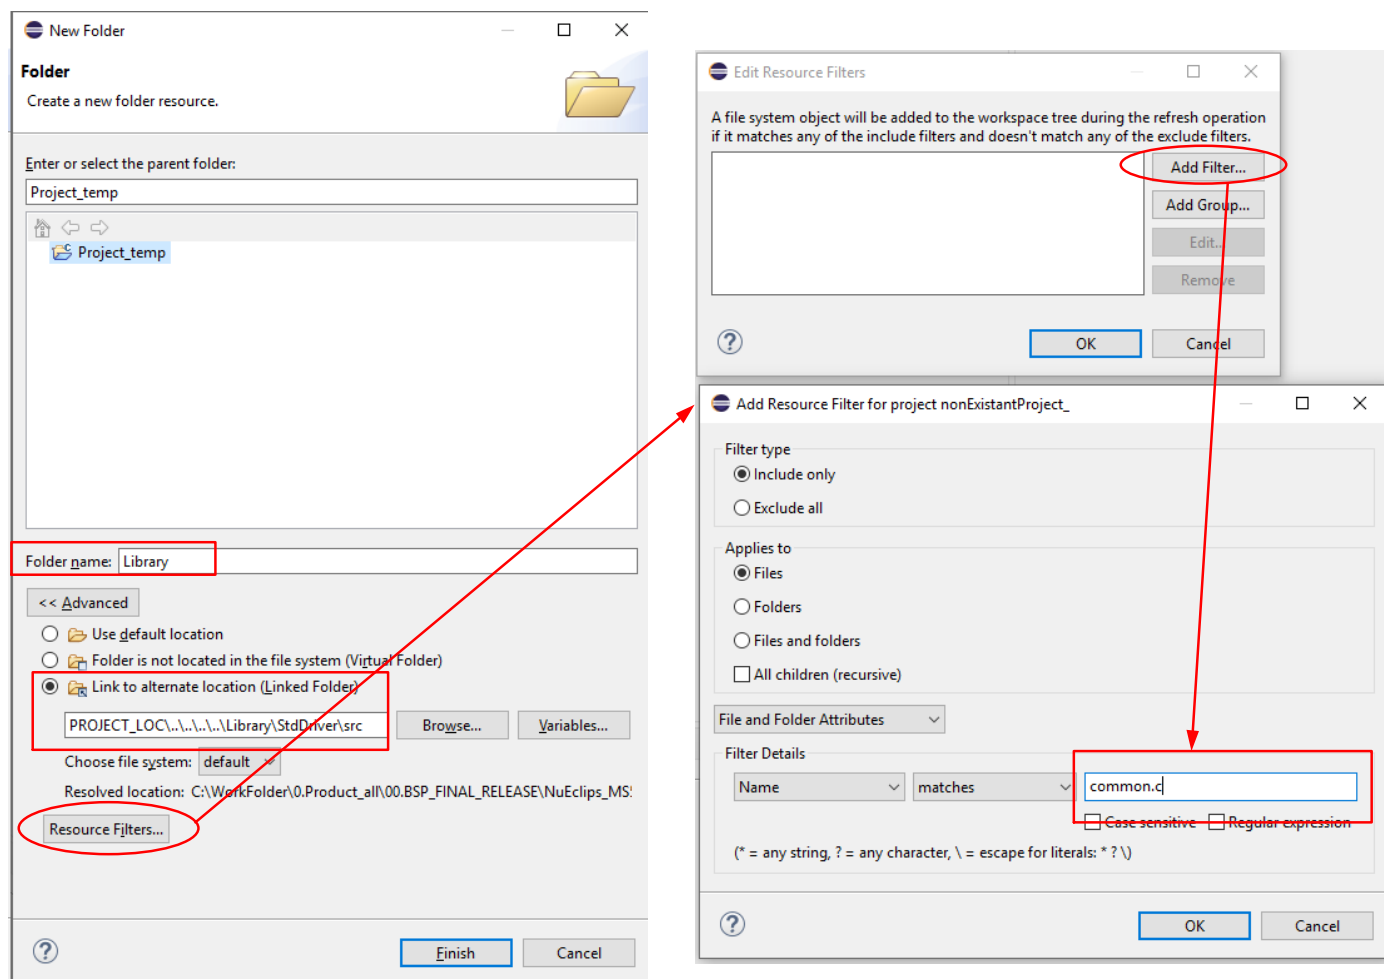 New Folder
Folder
Create a new folder resource.
Enter or select the parent folder:
Project_temp
Project_temp
Folder name: Library
<< Advanced
Use default location
Folder is not located in the file system (Virtual Folder)
Link to alternate location (Linked Folder)
PROJECT_LOC\..\..\..\..\Library\StdDriver\src Browse... Variables...
Choose file system: default
Resolved location: C:\WorkFolder\0.Product_all\00.BSP_FINAL_RELEASE\NuEclips_MS
Resource Filters...
Finish Cancel
Edit Resource Filters
A file system object will be added to the workspace tree during the refresh operation
if it matches any of the include filters and doesn't match any of the exclude filters.
Add Filter...
Add Group...
Edit...
Remove
OK Cancel
Add Resource Filter for project nonExistantProject_
Filter type
Include only
Exclude all
Applies to
Files
Folders
Files and folders
All children (recursive)
File and Folder Attributes
Filter Details
Name matches common.c
Case sensitive Regular expression
(* = any string, ? = any character, \ = escape for literals: * ? \)
OK Cancel